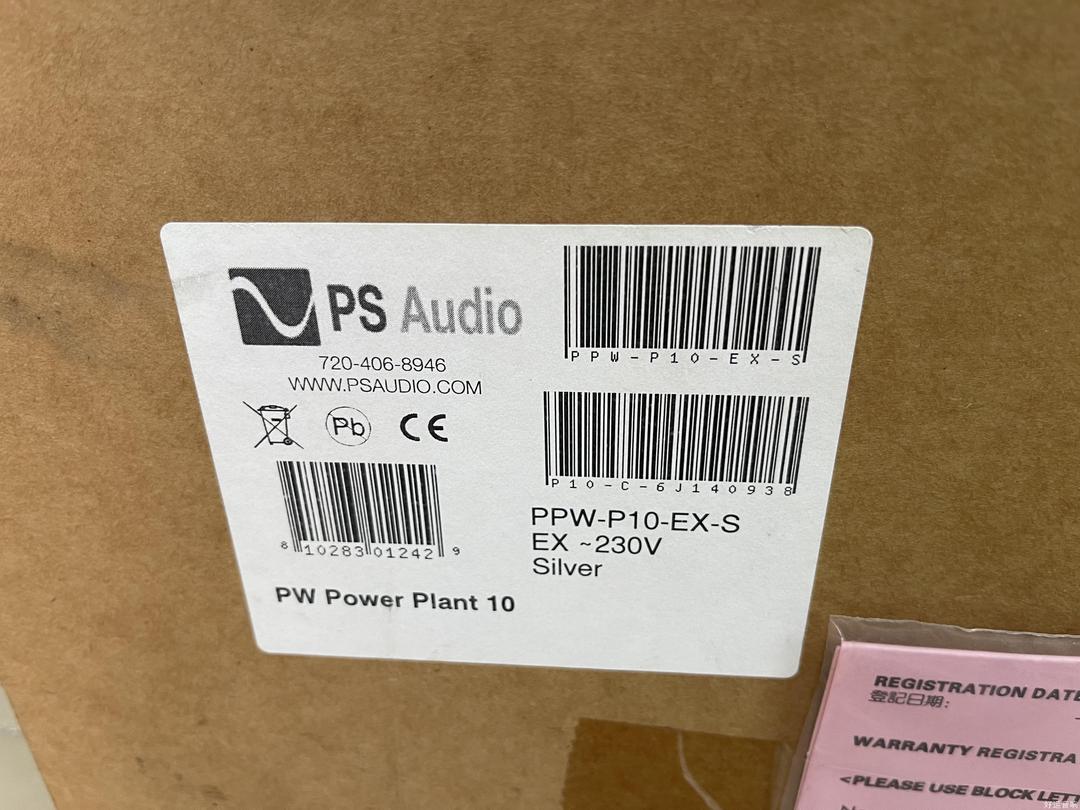 PS Audio
720-406-8946
WWW.PSAUDIO.COM
Pb CE
8 10283 01242 9
PW Power Plant 10
PPW-P10-EX-S
P10-C-6J140938
PPW-P10-EX-S
EX ~230V
Silver
REGISTRATION DATE
登記日期:
WARRANTY REGISTRA
<PLEASE USE BLOCK LETT